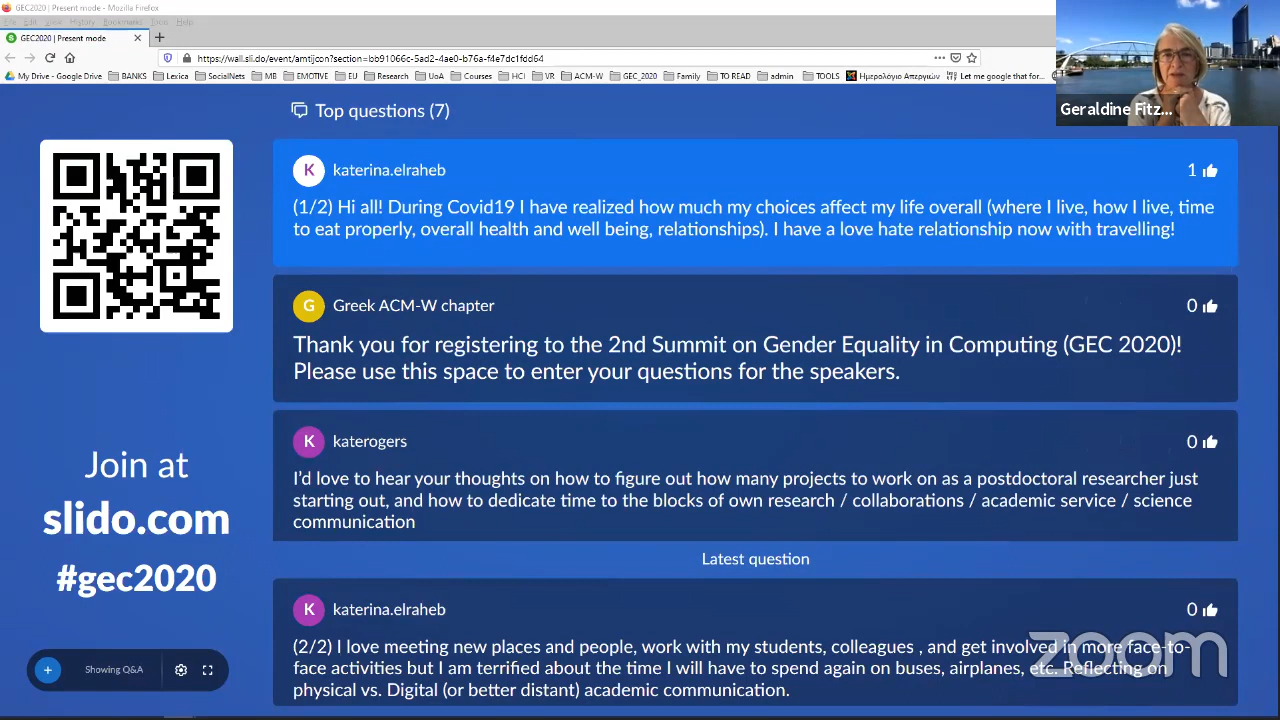 GEC2020 | Present mode - Mozilla Firefox
File Edit View History Bookmarks Tools Help
GEC2020 | Present mode
https://wall.sli.do/event/amtijcon?section=bb91066c-5ad2-4ae0-b76a-f4e7dc1fdd64
My Drive - Google Drive BANKS Lexica SocialNets MB EMOTIVE EU Research UoA Courses HCI VR ACM-W GEC_2020 Family TO READ admin TOOLS Ημερολόγιο Απεργιών Let me google that for...
Geraldine Fitz...
Top questions (7)
K katerina.elraheb 1
(1/2) Hi all! During Covid19 I have realized how much my choices affect my life overall (where I live, how I live, time
to eat properly, overall health and well being, relationships). I have a love hate relationship now with travelling!
G Greek ACM-W chapter 0
Thank you for registering to the 2nd Summit on Gender Equality in Computing (GEC 2020)!
Please use this space to enter your questions for the speakers.
K katerogers 0
I'd love to hear your thoughts on how to figure out how many projects to work on as a postdoctoral researcher just
starting out, and how to dedicate time to the blocks of own research / collaborations / academic service / science
communication
Latest question
K katerina.elraheb 0
(2/2) I love meeting new places and people, work with my students, colleagues , and get involved in more face-to-
face activities but I am terrified about the time I will have to spend again on buses, airplanes, etc. Reflecting on
physical vs. Digital (or better distant) academic communication.
Join at
slido.com
#gec2020
Showing Q&A
zoom